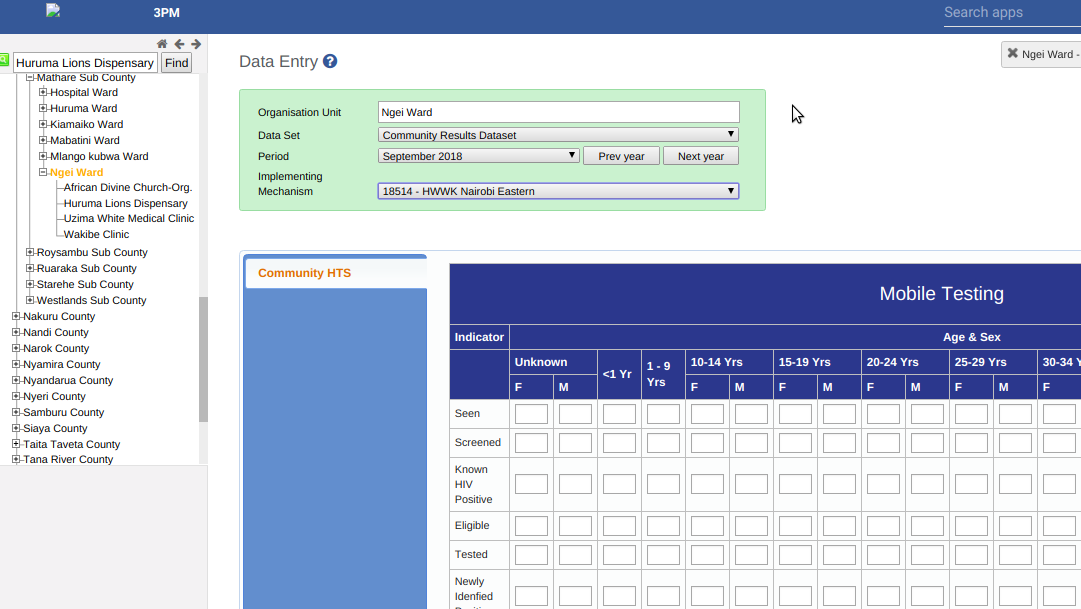 3PM
Search apps
Huruma Lions Dispensary Find
Mathare Sub County
Hospital Ward
Huruma Ward
Kiamaiko Ward
Mabatini Ward
Mlango kubwa Ward
Ngei Ward
African Divine Church-Org.
Huruma Lions Dispensary
Uzima White Medical Clinic
Wakibe Clinic
Roysambu Sub County
Ruaraka Sub County
Starehe Sub County
Westlands Sub County
Nakuru County
Nandi County
Narok County
Nyamira County
Nyandarua County
Nyeri County
Samburu County
Siaya County
Taita Taveta County
Tana River County
Data Entry ?
Ngei Ward -
Organisation Unit Ngei Ward
Data Set Community Results Dataset
Period September 2018 Prev year Next year
Implementing
Mechanism 18514 - HWWK Nairobi Eastern
Community HTS
Mobile Testing
Indicator Age & Sex
Unknown <1 Yr 1 - 9 Yrs 10-14 Yrs 15-19 Yrs 20-24 Yrs 25-29 Yrs 30-34 Y
F M F M F M F M F M F
Seen
Screened
Known
HIV
Positive
Eligible
Tested
Newly
Idenfied